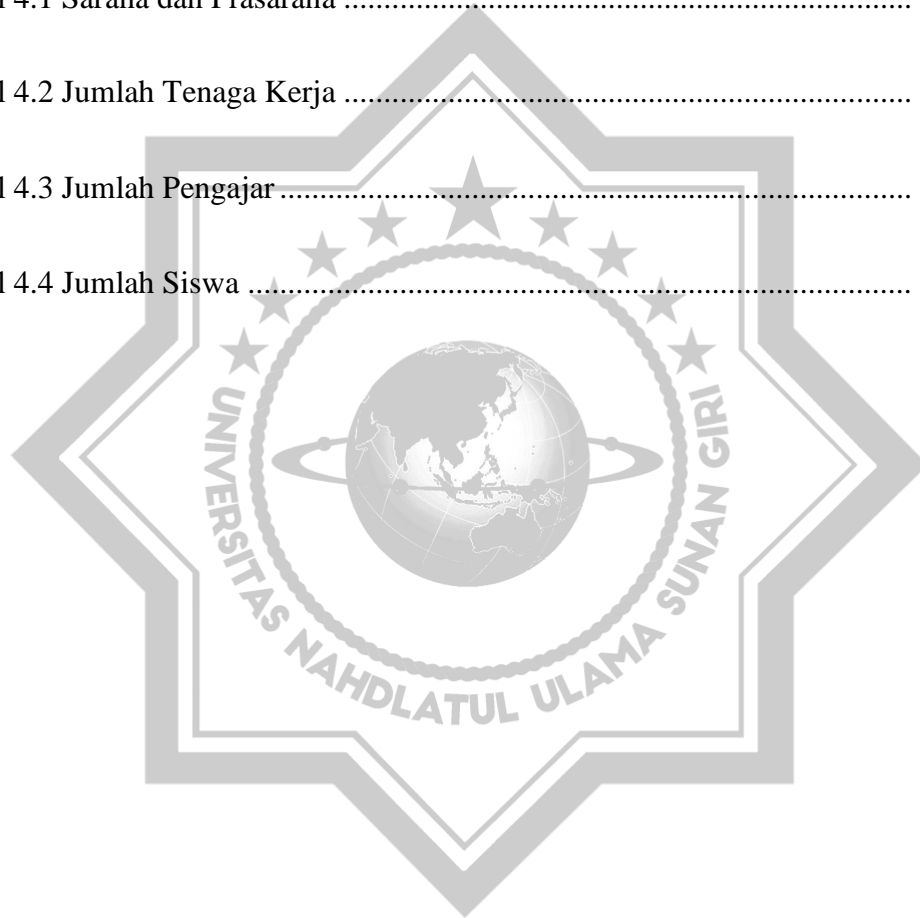 l 4.1 Sarana dan Prasarana ........................................................................
l 4.2 Jumlah Tenaga Kerja ........................................................................
l 4.3 Jumlah Pengajar ................................................................................
l 4.4 Jumlah Siswa ....................................................................................
UNIVERSITAS NAHDLATUL ULAMA SUNAN GIRI